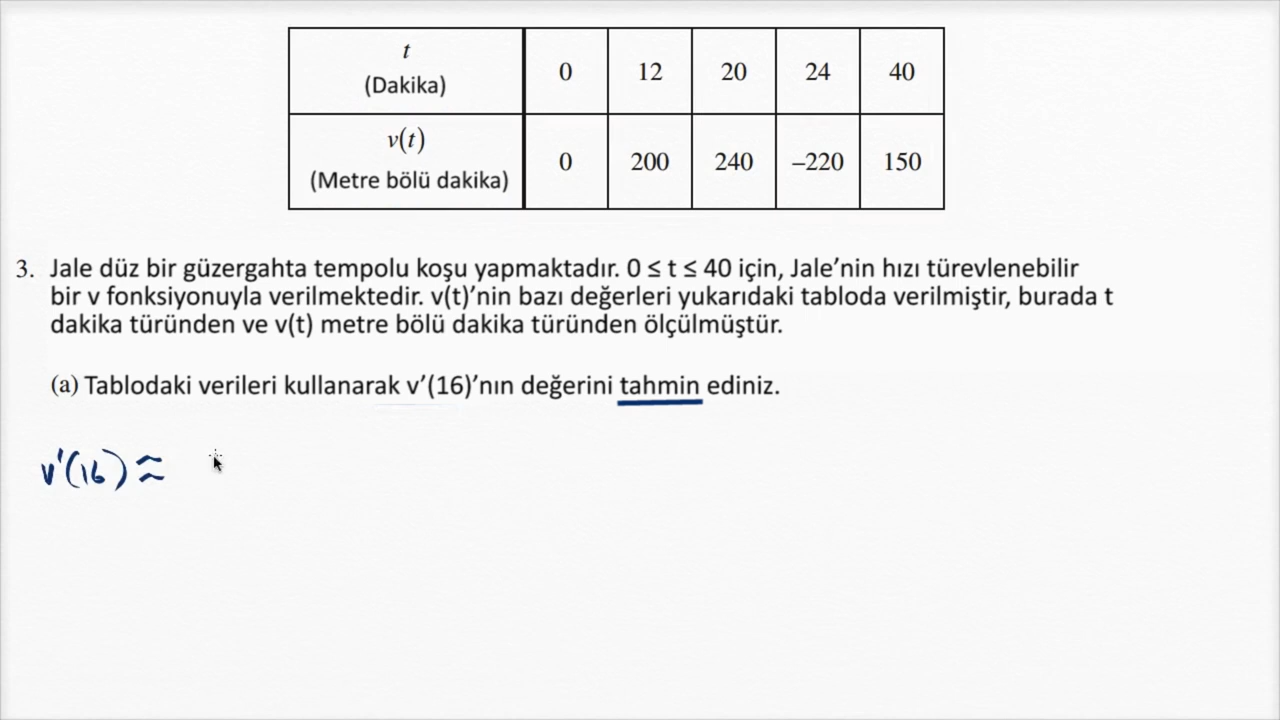 t
(Dakika)
0 12 20 24 40
v(t)
(Metre bölü dakika)
0 200 240 –220 150
3. Jale düz bir güzergahta tempolu koşu yapmaktadır. 0 ≤ t ≤ 40 için, Jale’nin hızı türevlenebilir
bir v fonksiyonuyla verilmektedir. v(t)’nin bazı değerleri yukarıdaki tabloda verilmiştir, burada t
dakika türünden ve v(t) metre bölü dakika türünden ölçülmüştür.
(a) Tablodaki verileri kullanarak v’(16)’nın değerini tahmin ediniz.
v'(16) ≈